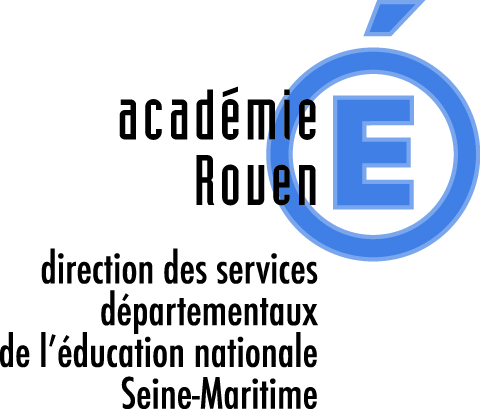 académie
Rouen
É
direction des services
départementaux
de l'éducation nationale
Seine-Maritime